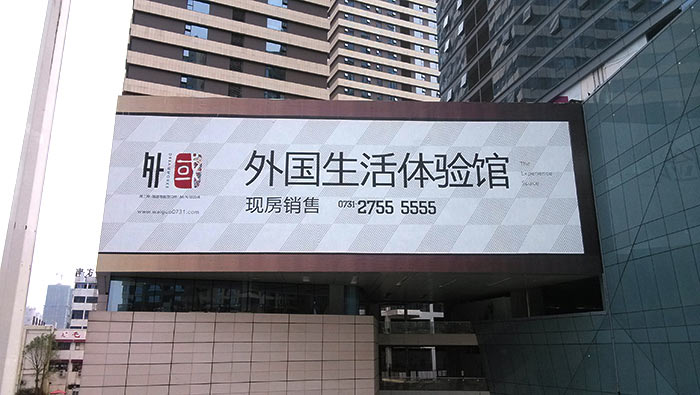 外国
外国生活体验馆
The
Experience
Space
现房销售 0731-2755 5555
www.waiguo0731.com